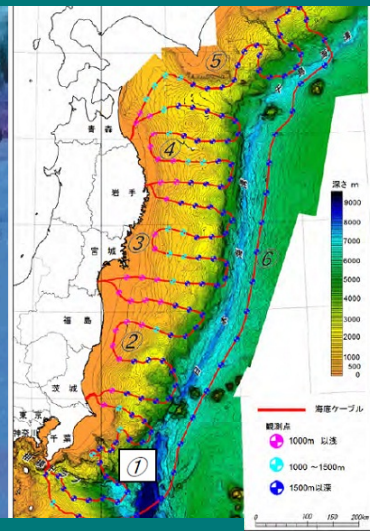 青森
岩手
宮城
福島
茨城
東京
神奈川
千葉
⑤
④
③
②
①
6
深さ m
9000
8000
7000
6000
5000
4000
3000
2000
1000
500
0
海底ケーブル
観測点
1000m 以浅
1000 ～1500m
1500m以深
0 50 100 150 200km